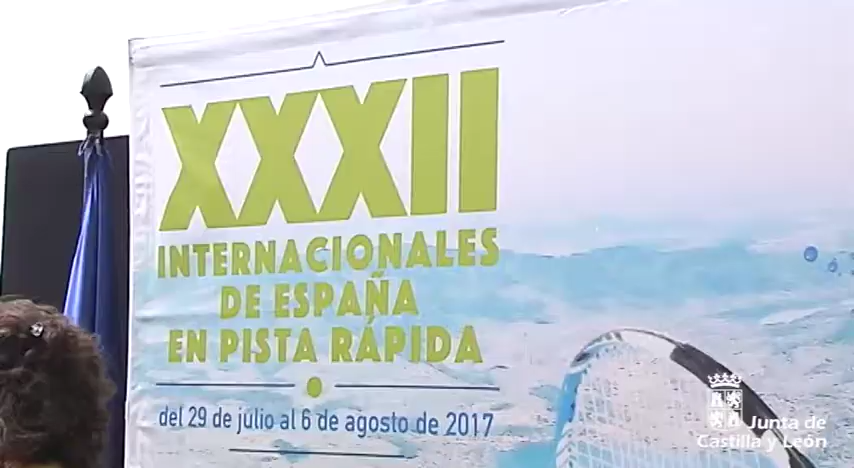 XXXII
INTERNACIONALES
DE ESPAÑA
EN PISTA RÁPIDA
del 29 de julio al 6 de agosto de 2017
Junta de
Castilla y León